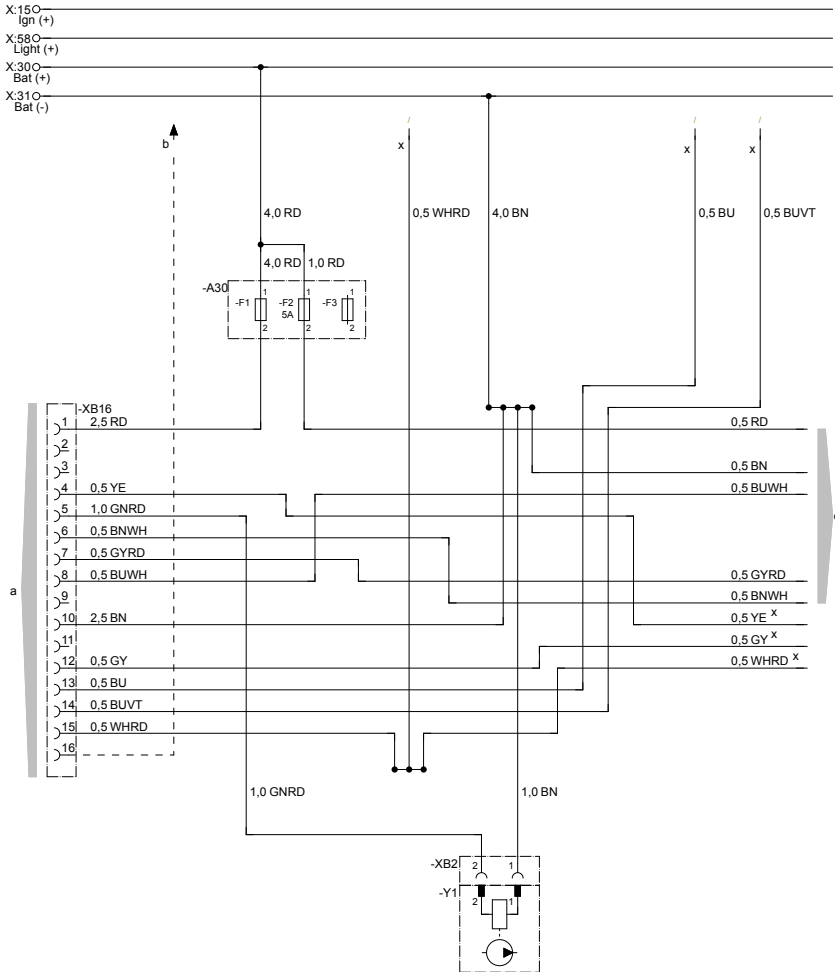 X:15
Ign (+)
X:58
Light (+)
X:30
Bat (+)
X:31
Bat (-)
b
x
x
x
4,0 RD
0,5 WHRD
4,0 BN
0,5 BU
0,5 BUVT
4,0 RD
1,0 RD
-A30
1
1
1
-F1
-F2
-F3
5A
2
2
2
-XB16
1
2,5 RD
0,5 RD
2
3
0,5 BN
4
0,5 YE
0,5 BUWH
5
1,0 GNRD
6
0,5 BNWH
7
0,5 GYRD
8
0,5 BUWH
0,5 GYRD
a
9
0,5 BNWH
10
2,5 BN
0,5 YE x
11
0,5 GY x
12
0,5 GY
0,5 WHRD x
13
0,5 BU
14
0,5 BUVT
15
0,5 WHRD
16
1,0 GNRD
1,0 BN
-XB2
2
1
-Y1
2
1